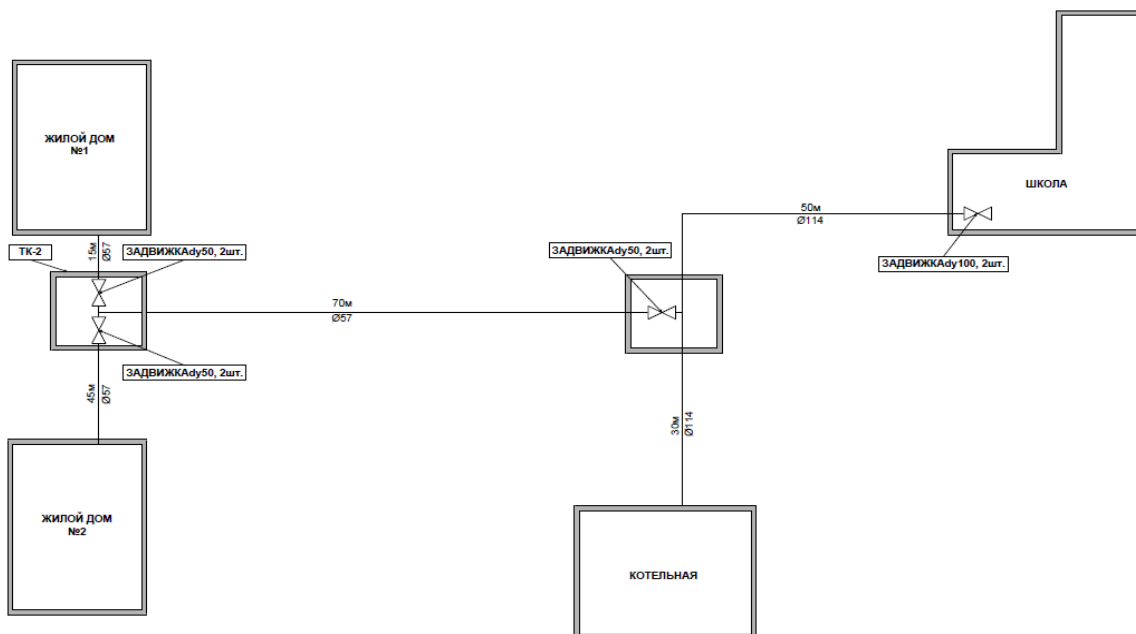 ЖИЛОЙ ДОМ
№1
ШКОЛА
50м
Ø114
ТК-2
15м
Ø57
ЗАДВИЖКАdy50, 2шт.
ЗАДВИЖКАdy50, 2шт.
ЗАДВИЖКАdy100, 2шт.
70м
Ø57
ЗАДВИЖКАdy50, 2шт.
45м
Ø57
30м
Ø114
ЖИЛОЙ ДОМ
№2
КОТЕЛЬНАЯ